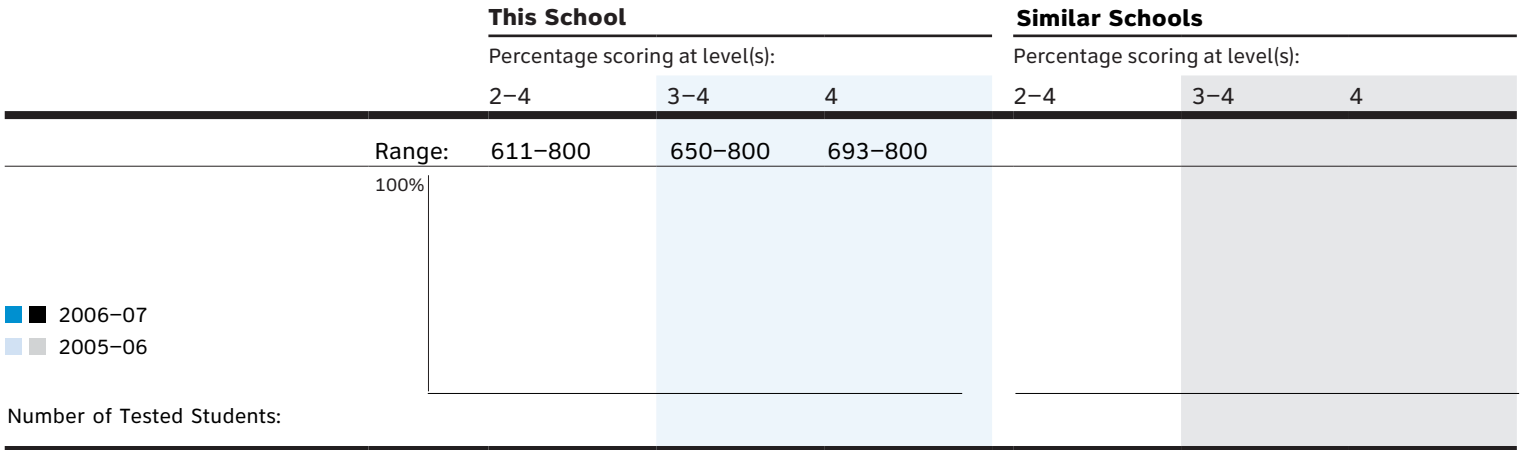 This School Similar Schools
Percentage scoring at level(s): Percentage scoring at level(s):
2–4 3–4 4 2–4 3–4 4
Range: 611–800 650–800 693–800
100%
2006–07
2005–06
Number of Tested Students: